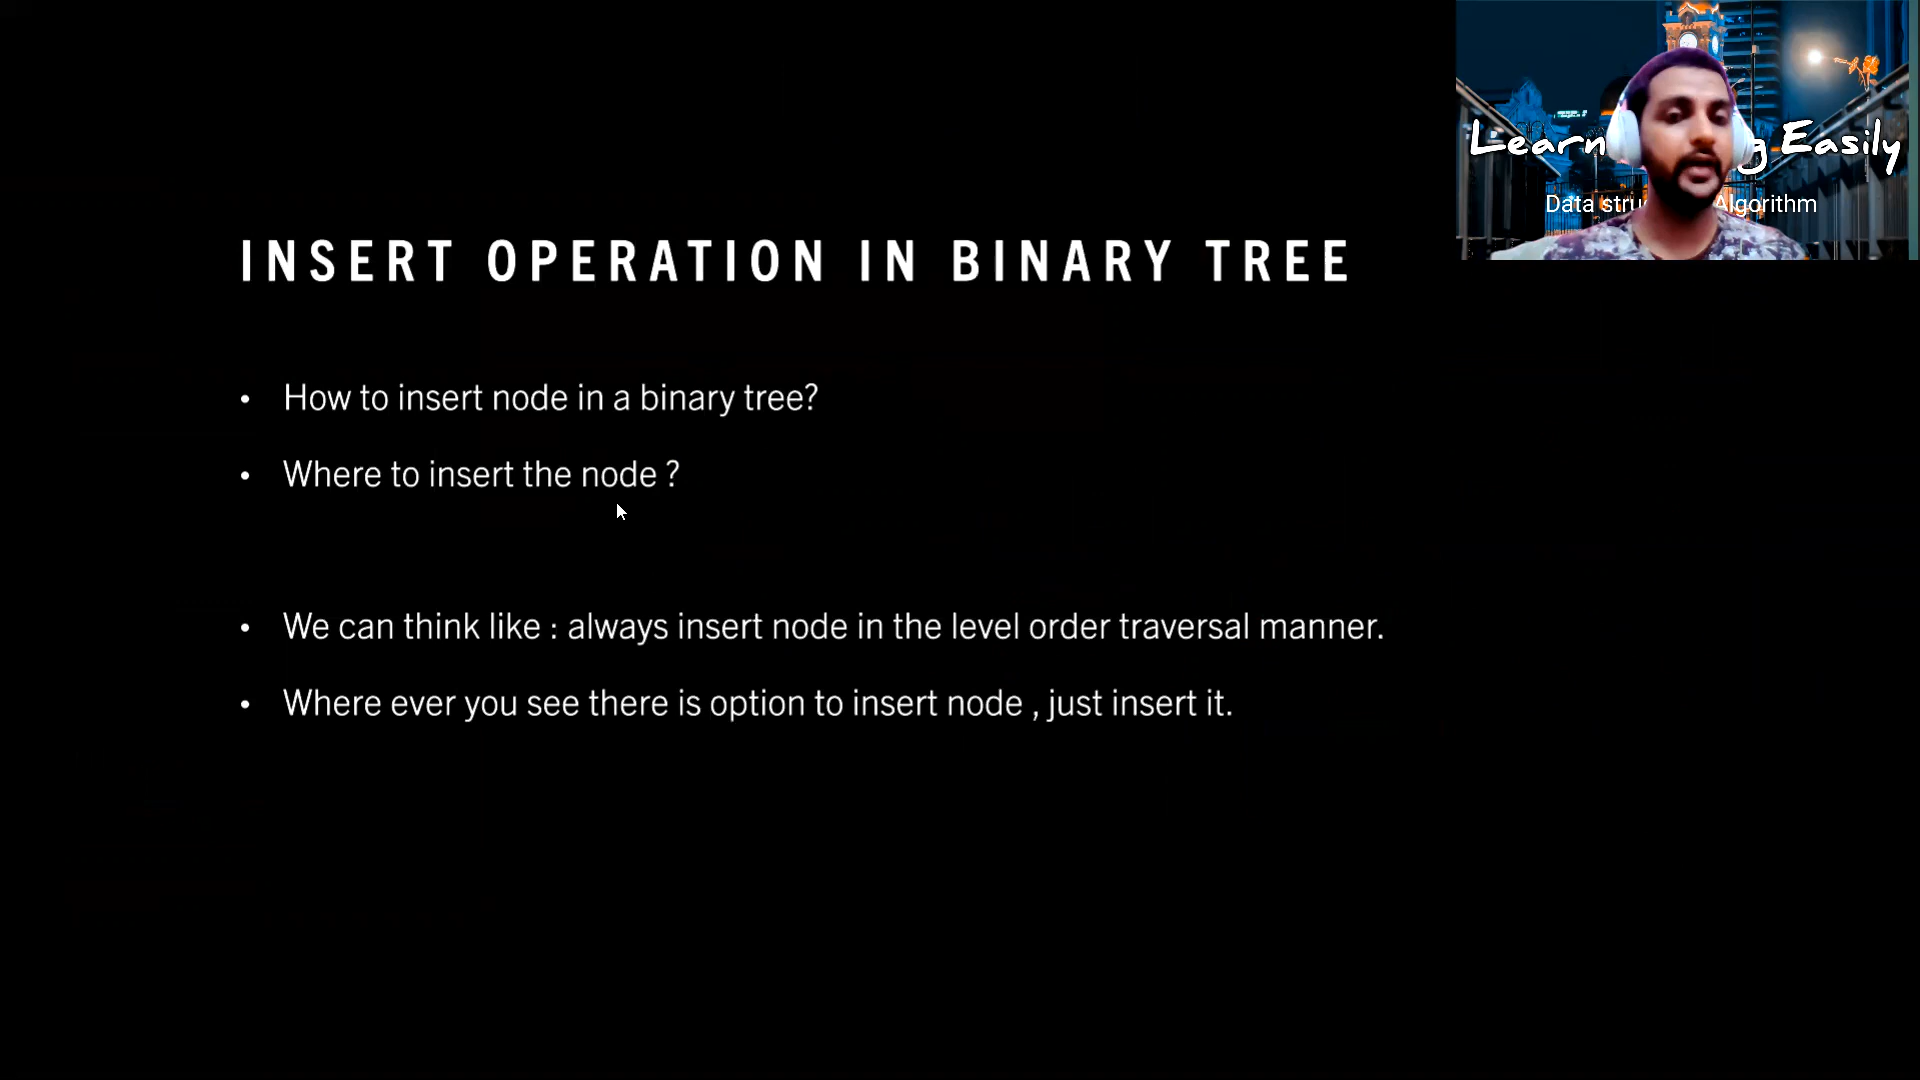 INSERT OPERATION IN BINARY TREE
• How to insert node in a binary tree?
• Where to insert the node ?
• We can think like : always insert node in the level order traversal manner.
• Where ever you see there is option to insert node , just insert it.
Learn Easily
Data Algorithm